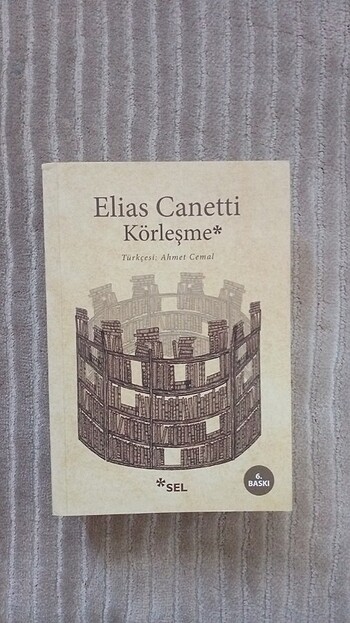 Elias Canetti
Körleşme*
Türkçesi: Ahmet Cemal
6.
BASKI
*SEL